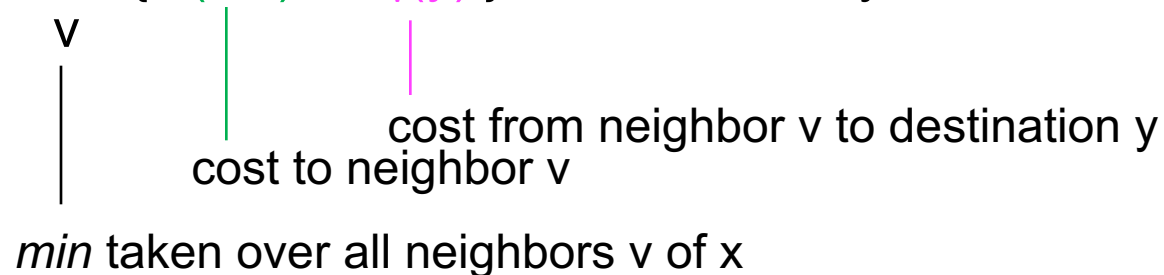 v
cost from neighbor v to destination y
cost to neighbor v
min taken over all neighbors v of x